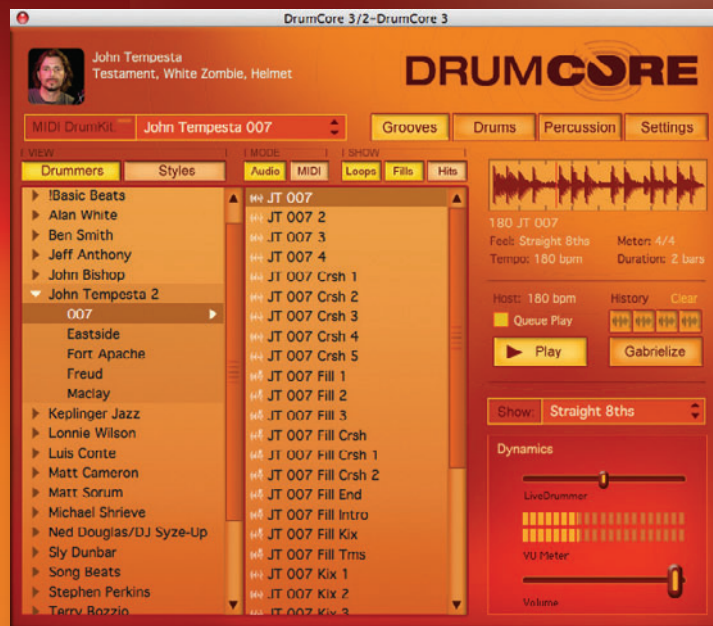 DrumCore 3/2-DrumCore 3
John Tempesta
Testament, White Zombie, Helmet
DRUMCORE
MIDI DrumKit:
John Tempesta 007
Grooves
Drums
Percussion
Settings
VIEW
Drummers
Styles
MODE
Audio
MIDI
SHOW
Loops
Fills
Hits
!Basic Beats
Alan White
Ben Smith
Jeff Anthony
John Bishop
John Tempesta 2
007
Eastside
Fort Apache
Freud
Maclay
Keplinger Jazz
Lonnie Wilson
Luis Conte
Matt Cameron
Matt Sorum
Michael Shrieve
Ned Douglas/DJ Syze-Up
Sly Dunbar
Song Beats
Stephen Perkins
Terry Bozzio
JT 007
JT 007 2
JT 007 3
JT 007 4
JT 007 Crsh 1
JT 007 Crsh 2
JT 007 Crsh 3
JT 007 Crsh 4
JT 007 Crsh 5
JT 007 Fill 1
JT 007 Fill 2
JT 007 Fill 3
JT 007 Fill Crsh
JT 007 Fill Crsh 1
JT 007 Fill Crsh 2
JT 007 Fill End
JT 007 Fill Intro
JT 007 Fill Kix
JT 007 Fill Tms
JT 007 Kix 1
JT 007 Kix 2
JT 007 Kix 3
180 JT 007
Feel: Straight 8ths
Meter: 4/4
Tempo: 180 bpm
Duration: 2 bars
Host: 180 bpm
History
Clear
Queue Play
Play
Gabrielize
Show:
Straight 8ths
Dynamics
LiveDrummer
VU Meter
Volume